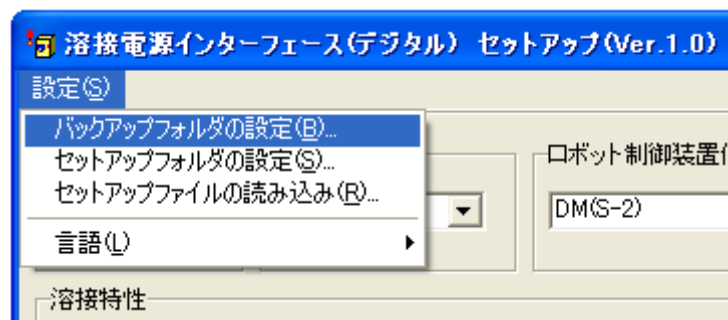 溶接電源インターフェース(デジタル) セットアップ(Ver.1.0)
設定(S)
バックアップフォルダの設定(B)...
セットアップフォルダの設定(S)...
セットアップファイルの読み込み(R)...
言語(L)
ロボット制御装置
DM(S-2)
溶接特性